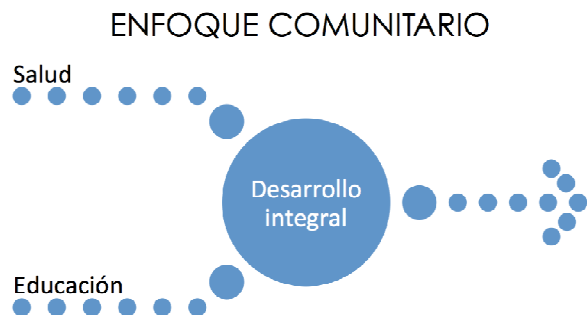 ENFOQUE COMUNITARIO
Salud
Desarrollo
integral
Educación